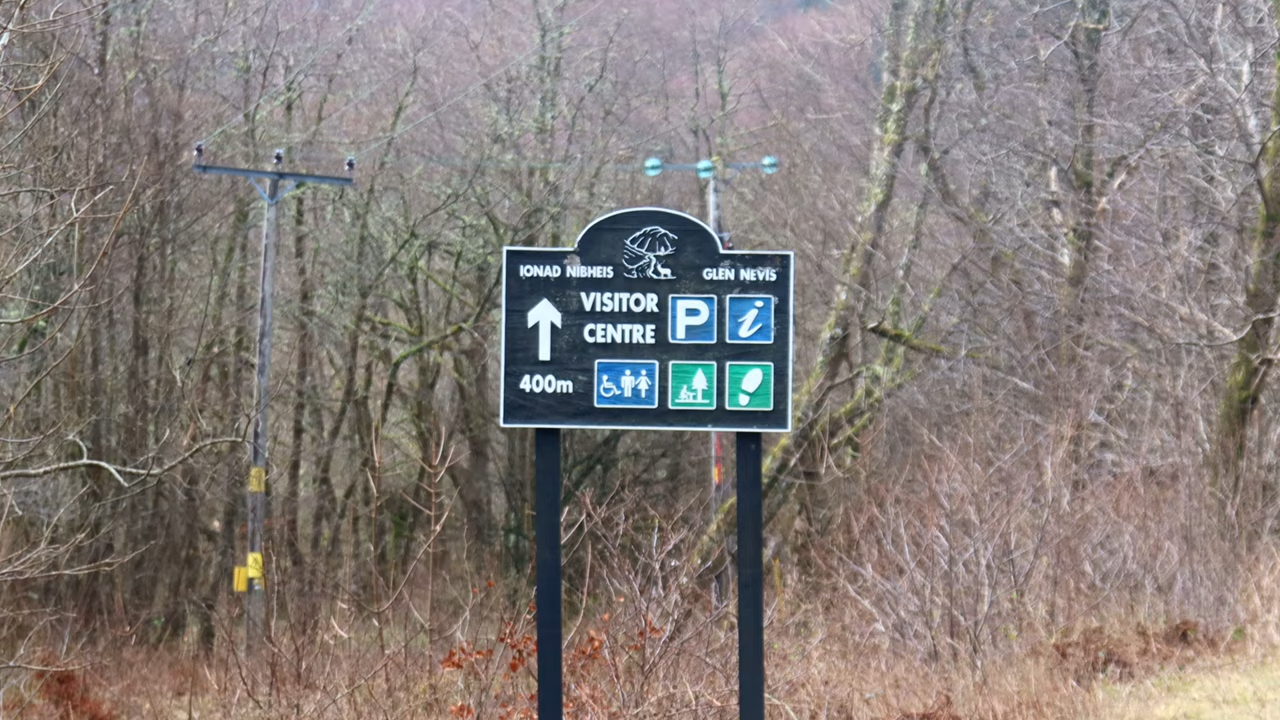 IONAD NIBHEIS GLEN NEVIS
VISITOR
CENTRE
P i
400m